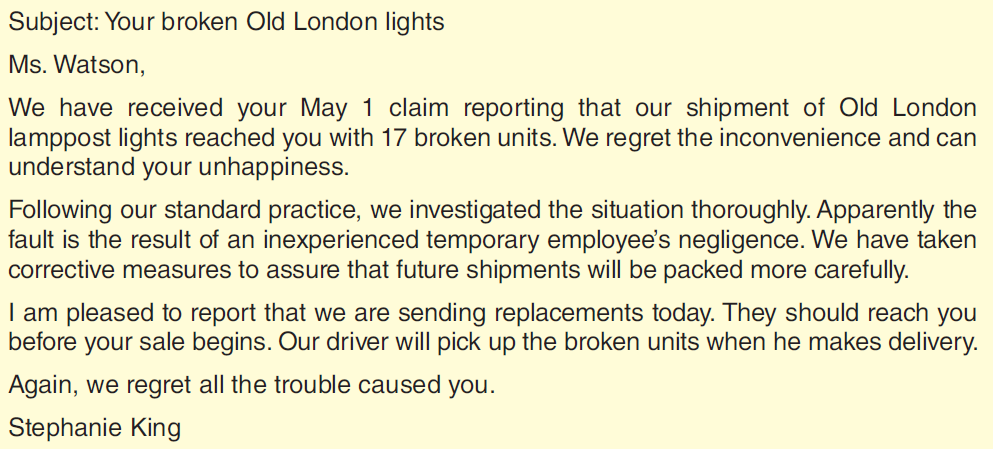 Subject: Your broken Old London lights
Ms. Watson,
We have received your May 1 claim reporting that our shipment of Old London
lamppost lights reached you with 17 broken units. We regret the inconvenience and can
understand your unhappiness.
Following our standard practice, we investigated the situation thoroughly. Apparently the
fault is the result of an inexperienced temporary employee’s negligence. We have taken
corrective measures to assure that future shipments will be packed more carefully.
I am pleased to report that we are sending replacements today. They should reach you
before your sale begins. Our driver will pick up the broken units when he makes delivery.
Again, we regret all the trouble caused you.
Stephanie King